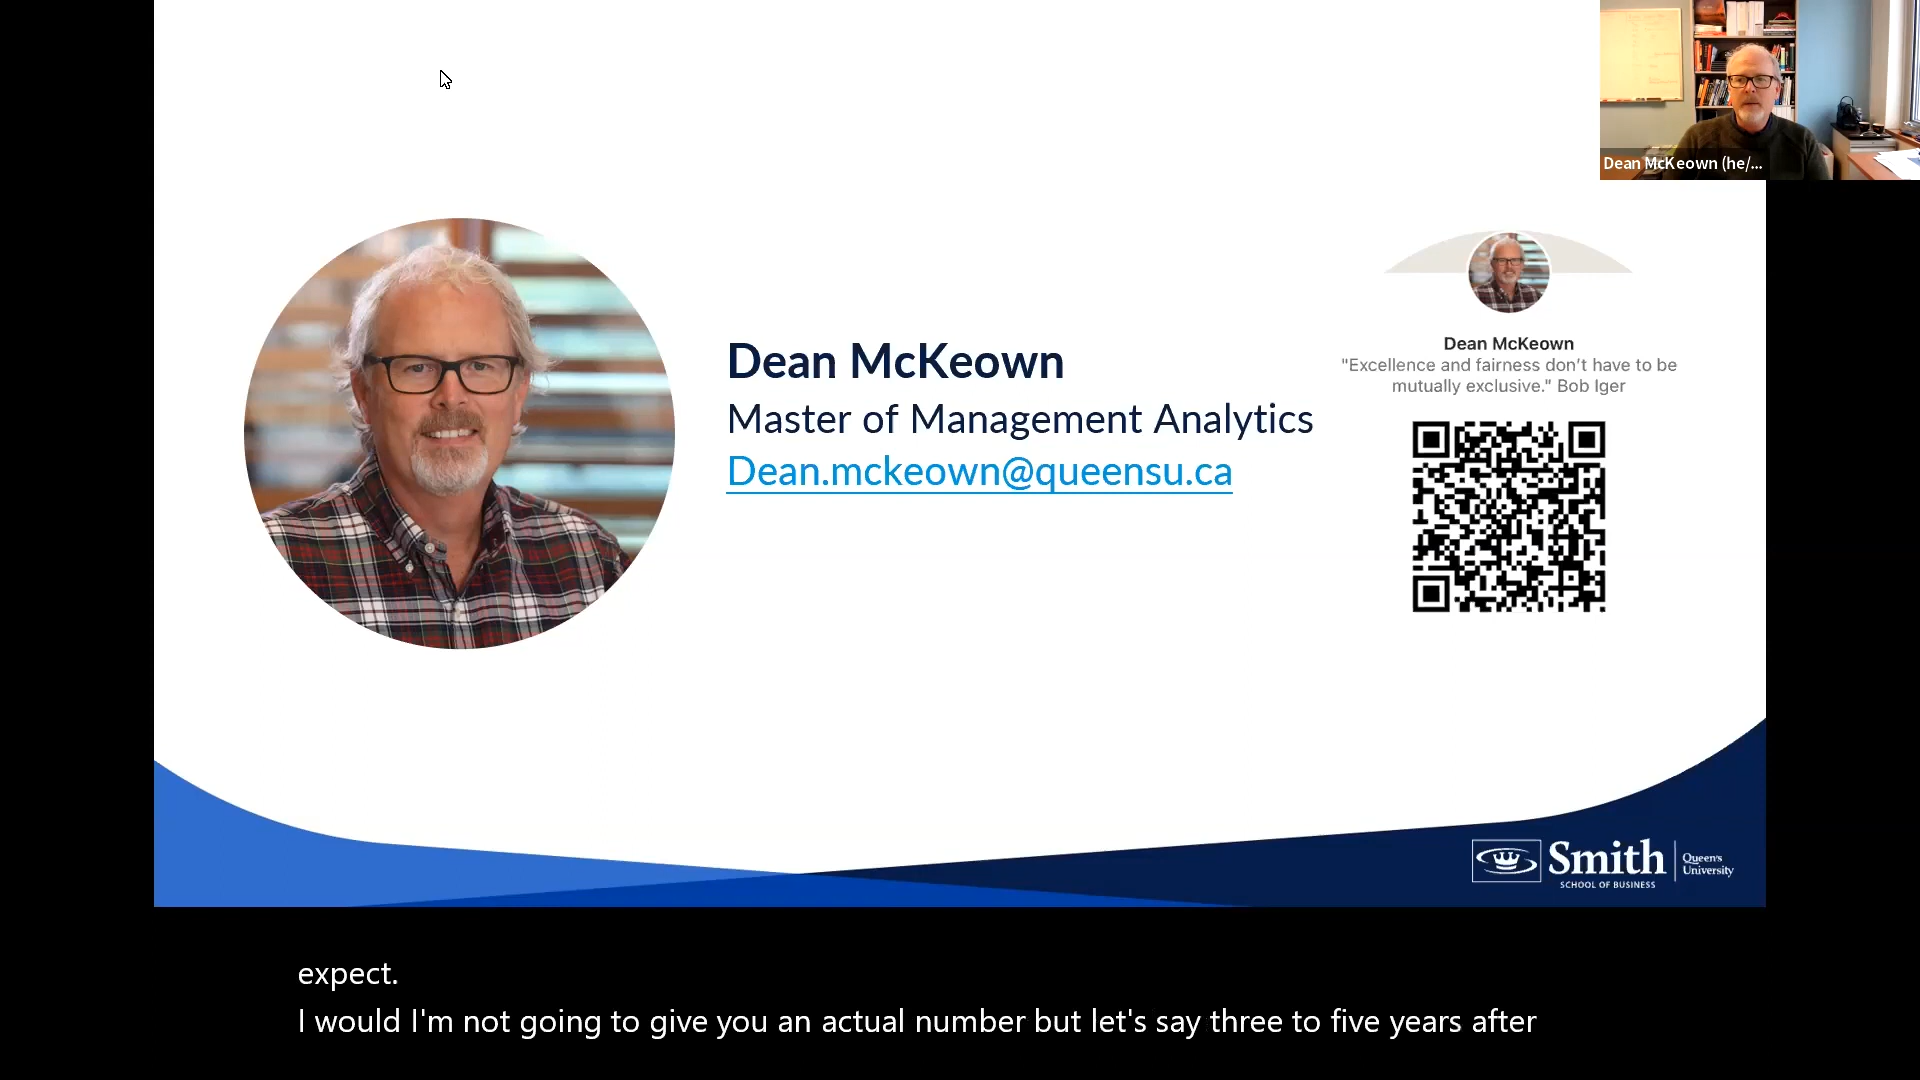 Dean McKeown (he/...
Dean McKeown
"Excellence and fairness don't have to be
mutually exclusive." Bob Iger
Dean McKeown
Master of Management Analytics
Dean.mckeown@queensu.ca
Smith
SCHOOL OF BUSINESS
Queen's
University
expect.
I would I'm not going to give you an actual number but let's say three to five years after